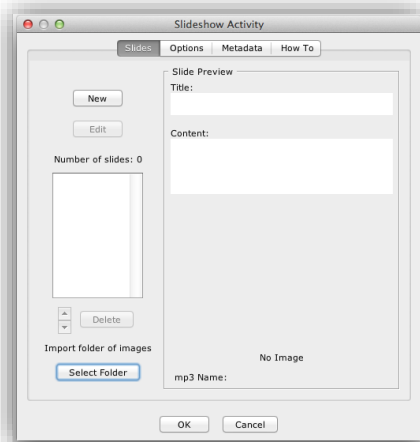 Slideshow Activity
Slides Options Metadata How To
New
Edit
Number of slides: 0
Delete
Import folder of images
Select Folder
Slide Preview
Title:
Content:
No Image
mp3 Name:
OK Cancel